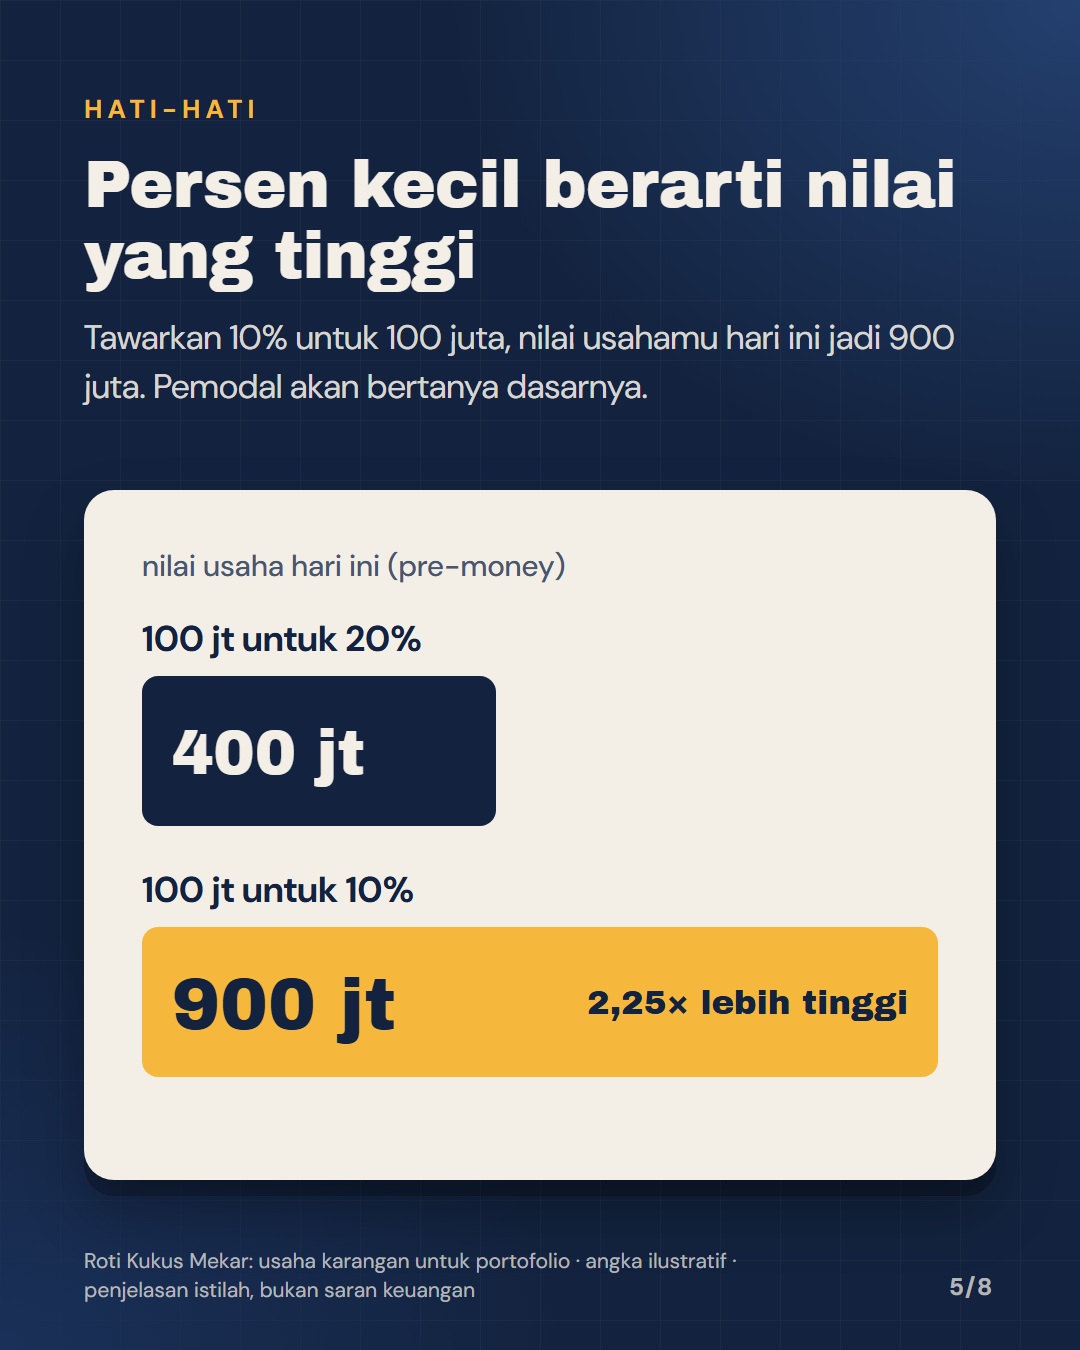 HATI-HATI
Persen kecil berarti nilai
yang tinggi
Tawarkan 10% untuk 100 juta, nilai usahamu hari ini jadi 900
juta. Pemodal akan bertanya dasarnya.
nilai usaha hari ini (pre-money)
100 jt untuk 20%
400 jt
100 jt untuk 10%
900 jt
2,25× lebih tinggi
Roti Kukus Mekar: usaha karangan untuk portofolio · angka ilustratif ·
penjelasan istilah, bukan saran keuangan
5/8